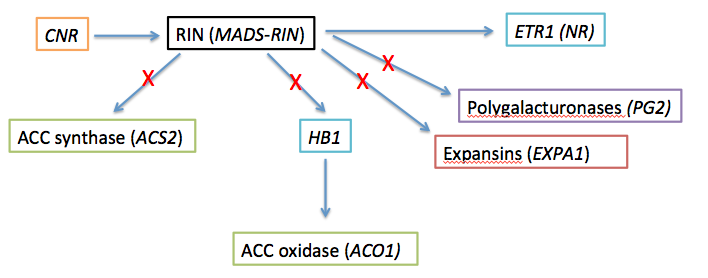 CNR
RIN (MADS-RIN)
ETR1 (NR)
X
X
X
X
Polygalacturonases (PG2)
ACC synthase (ACS2)
HB1
Expansins (EXPA1)
ACC oxidase (ACO1)